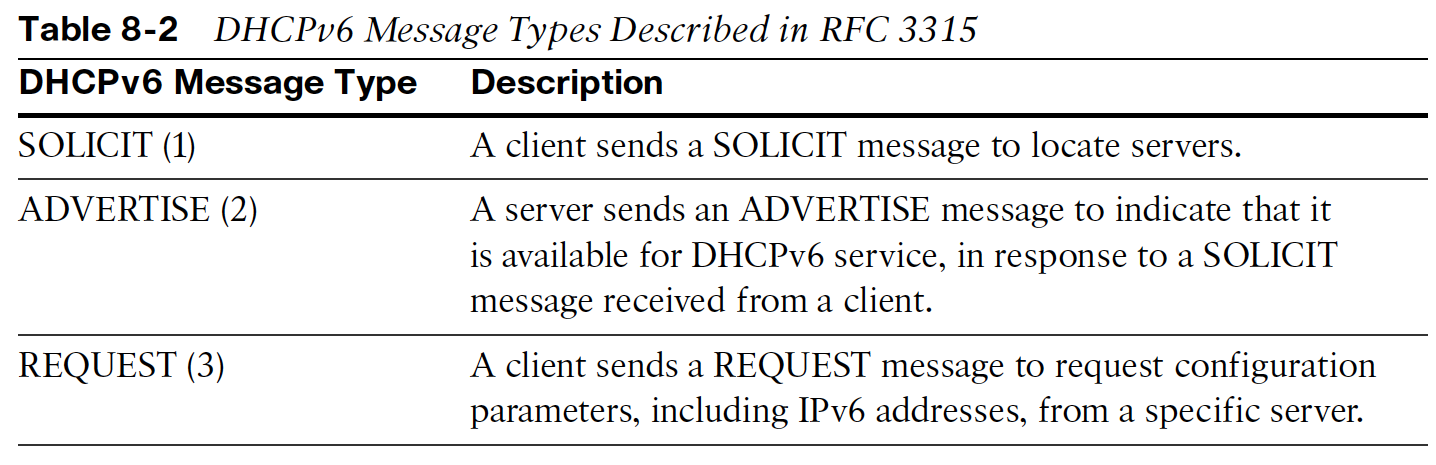 Table 8-2 DHCPv6 Message Types Described in RFC 3315
DHCPv6 Message Type Description
SOLICIT (1) A client sends a SOLICIT message to locate servers.
ADVERTISE (2) A server sends an ADVERTISE message to indicate that it
is available for DHCPv6 service, in response to a SOLICIT
message received from a client.
REQUEST (3) A client sends a REQUEST message to request configuration
parameters, including IPv6 addresses, from a specific server.